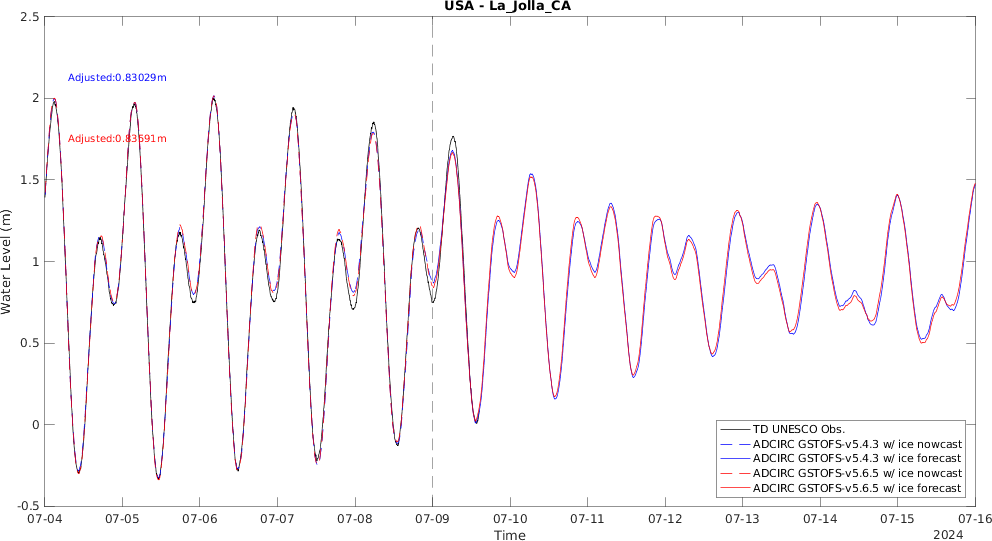 USA - La_Jolla_CA
2.5
2
1.5
1
0.5
0
-0.5
Water Level (m)
Adjusted:0.83029m
Adjusted:0.83691m
TD UNESCO Obs.
ADCIRC GSTOFS-v5.4.3 w/ ice nowcast
ADCIRC GSTOFS-v5.4.3 w/ ice forecast
ADCIRC GSTOFS-v5.6.5 w/ ice nowcast
ADCIRC GSTOFS-v5.6.5 w/ ice forecast
07-04 07-05 07-06 07-07 07-08 07-09 07-10 07-11 07-12 07-13 07-14 07-15 07-16
Time
2024